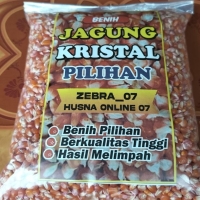 BENIH
JAGUNG
KRISTAL
PILIHAN
ZEBRA_07
HUSNA ONLINE 07
Benih Pilihan
Berkualitas Tinggi
Hasil Melimpah